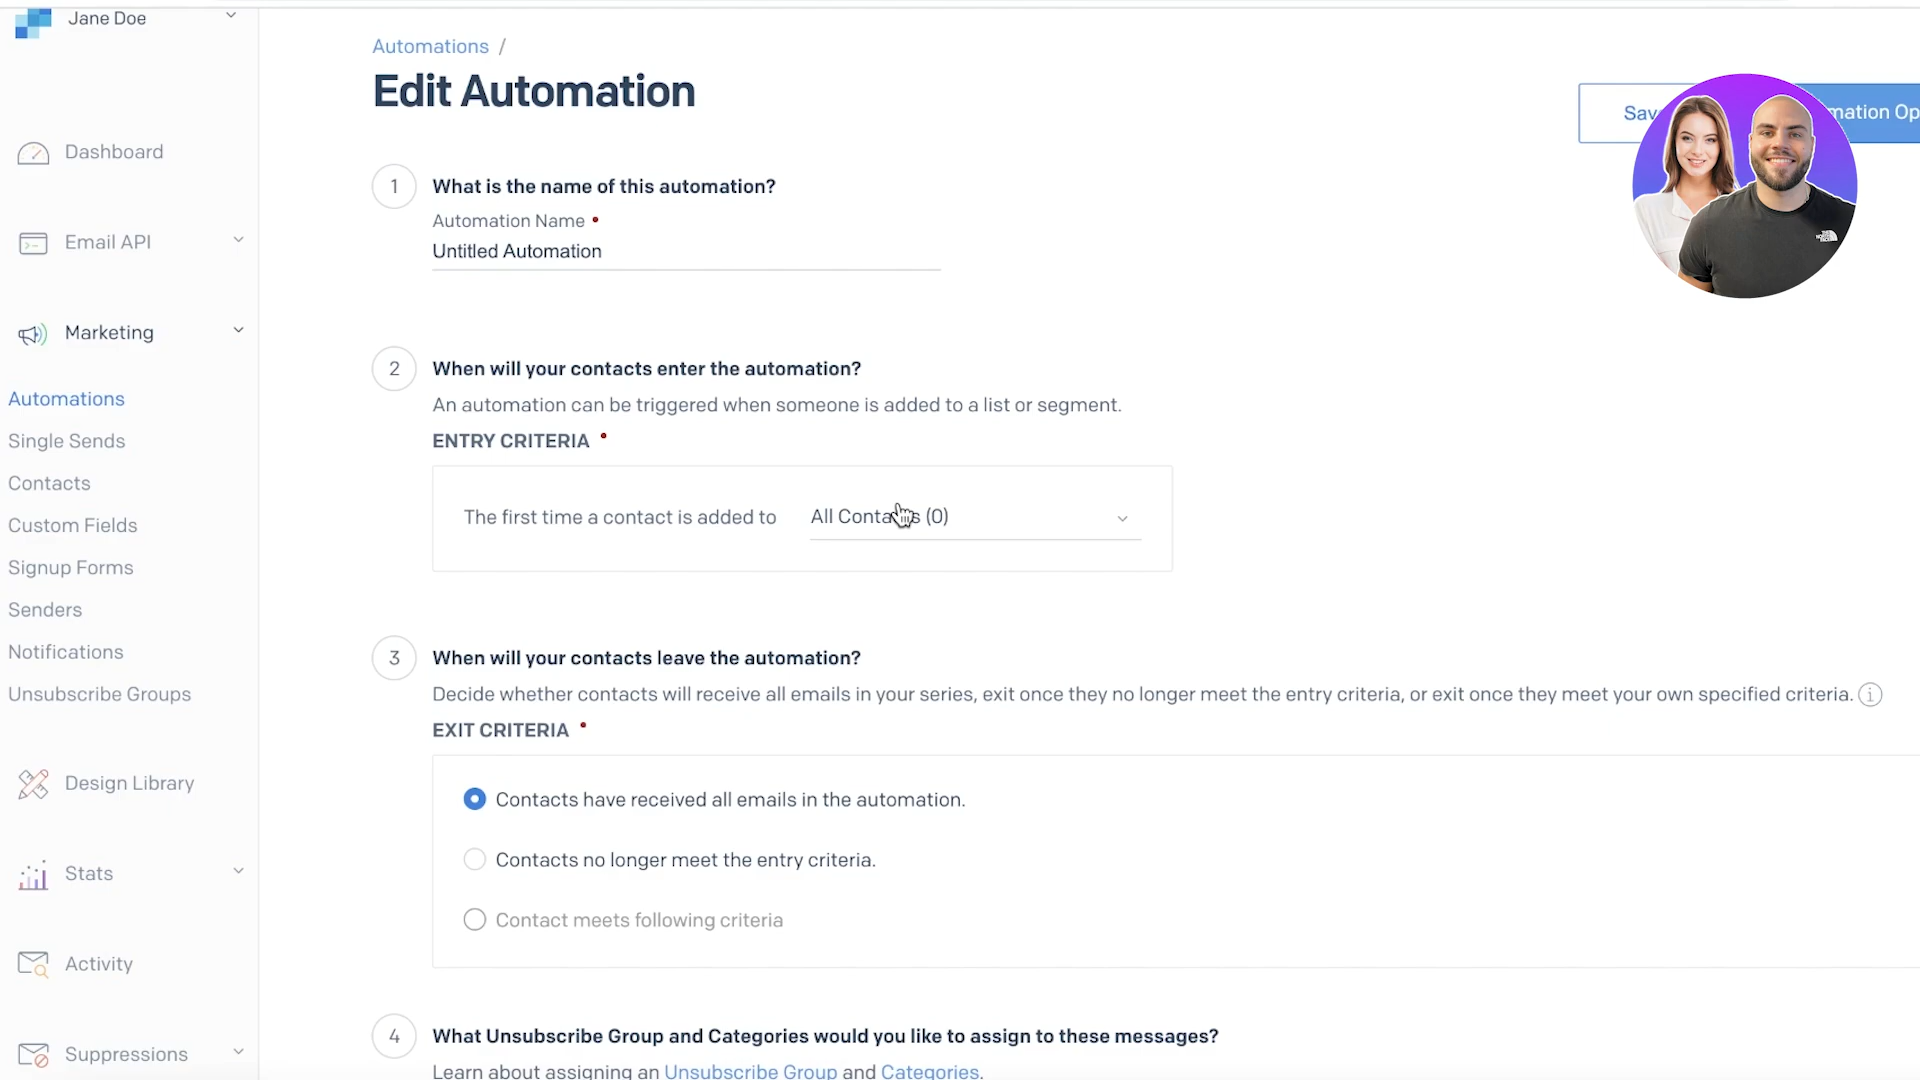 Jane Doe
Automations /
Edit Automation
mation Op
Dashboard
Email API
Marketing
Automations
Single Sends
Contacts
Custom Fields
Signup Forms
Senders
Notifications
Unsubscribe Groups
Design Library
Stats
Activity
Suppressions
1 What is the name of this automation?
Automation Name
Untitled Automation
2 When will your contacts enter the automation?
An automation can be triggered when someone is added to a list or segment.
ENTRY CRITERIA
The first time a contact is added to All Contacts (0)
3 When will your contacts leave the automation?
Decide whether contacts will receive all emails in your series, exit once they no longer meet the entry criteria, or exit once they meet your own specified criteria.
EXIT CRITERIA
Contacts have received all emails in the automation.
Contacts no longer meet the entry criteria.
Contact meets following criteria
4 What Unsubscribe Group and Categories would you like to assign to these messages?
Learn about assigning an Unsubscribe Group and Categories.